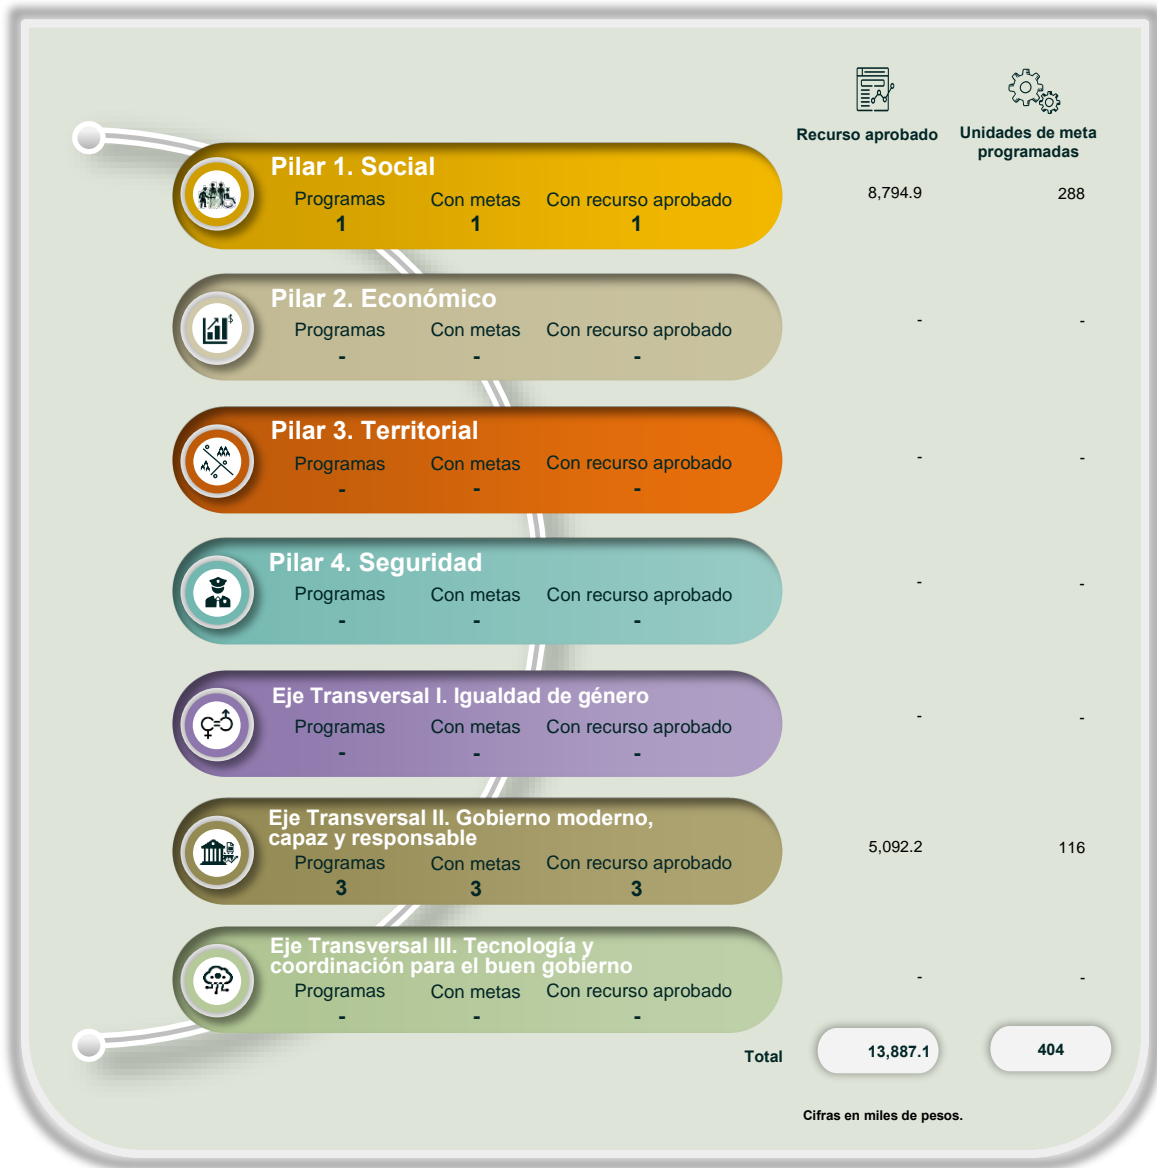 Recurso aprobado
Unidades de meta
programadas
Pilar 1. Social
Programas Con metas Con recurso aprobado
1 1 1
8,794.9 288
Pilar 2. Económico
Programas Con metas Con recurso aprobado
- - -
- -
Pilar 3. Territorial
Programas Con metas Con recurso aprobado
- - -
- -
Pilar 4. Seguridad
Programas Con metas Con recurso aprobado
- - -
- -
Eje Transversal I. Igualdad de género
Programas Con metas Con recurso aprobado
- - -
- -
Eje Transversal II. Gobierno moderno,
capaz y responsable
Programas Con metas Con recurso aprobado
3 3 3
5,092.2 116
Eje Transversal III. Tecnología y
coordinación para el buen gobierno
Programas Con metas Con recurso aprobado
- - -
- -
Total 13,887.1 404
Cifras en miles de pesos.